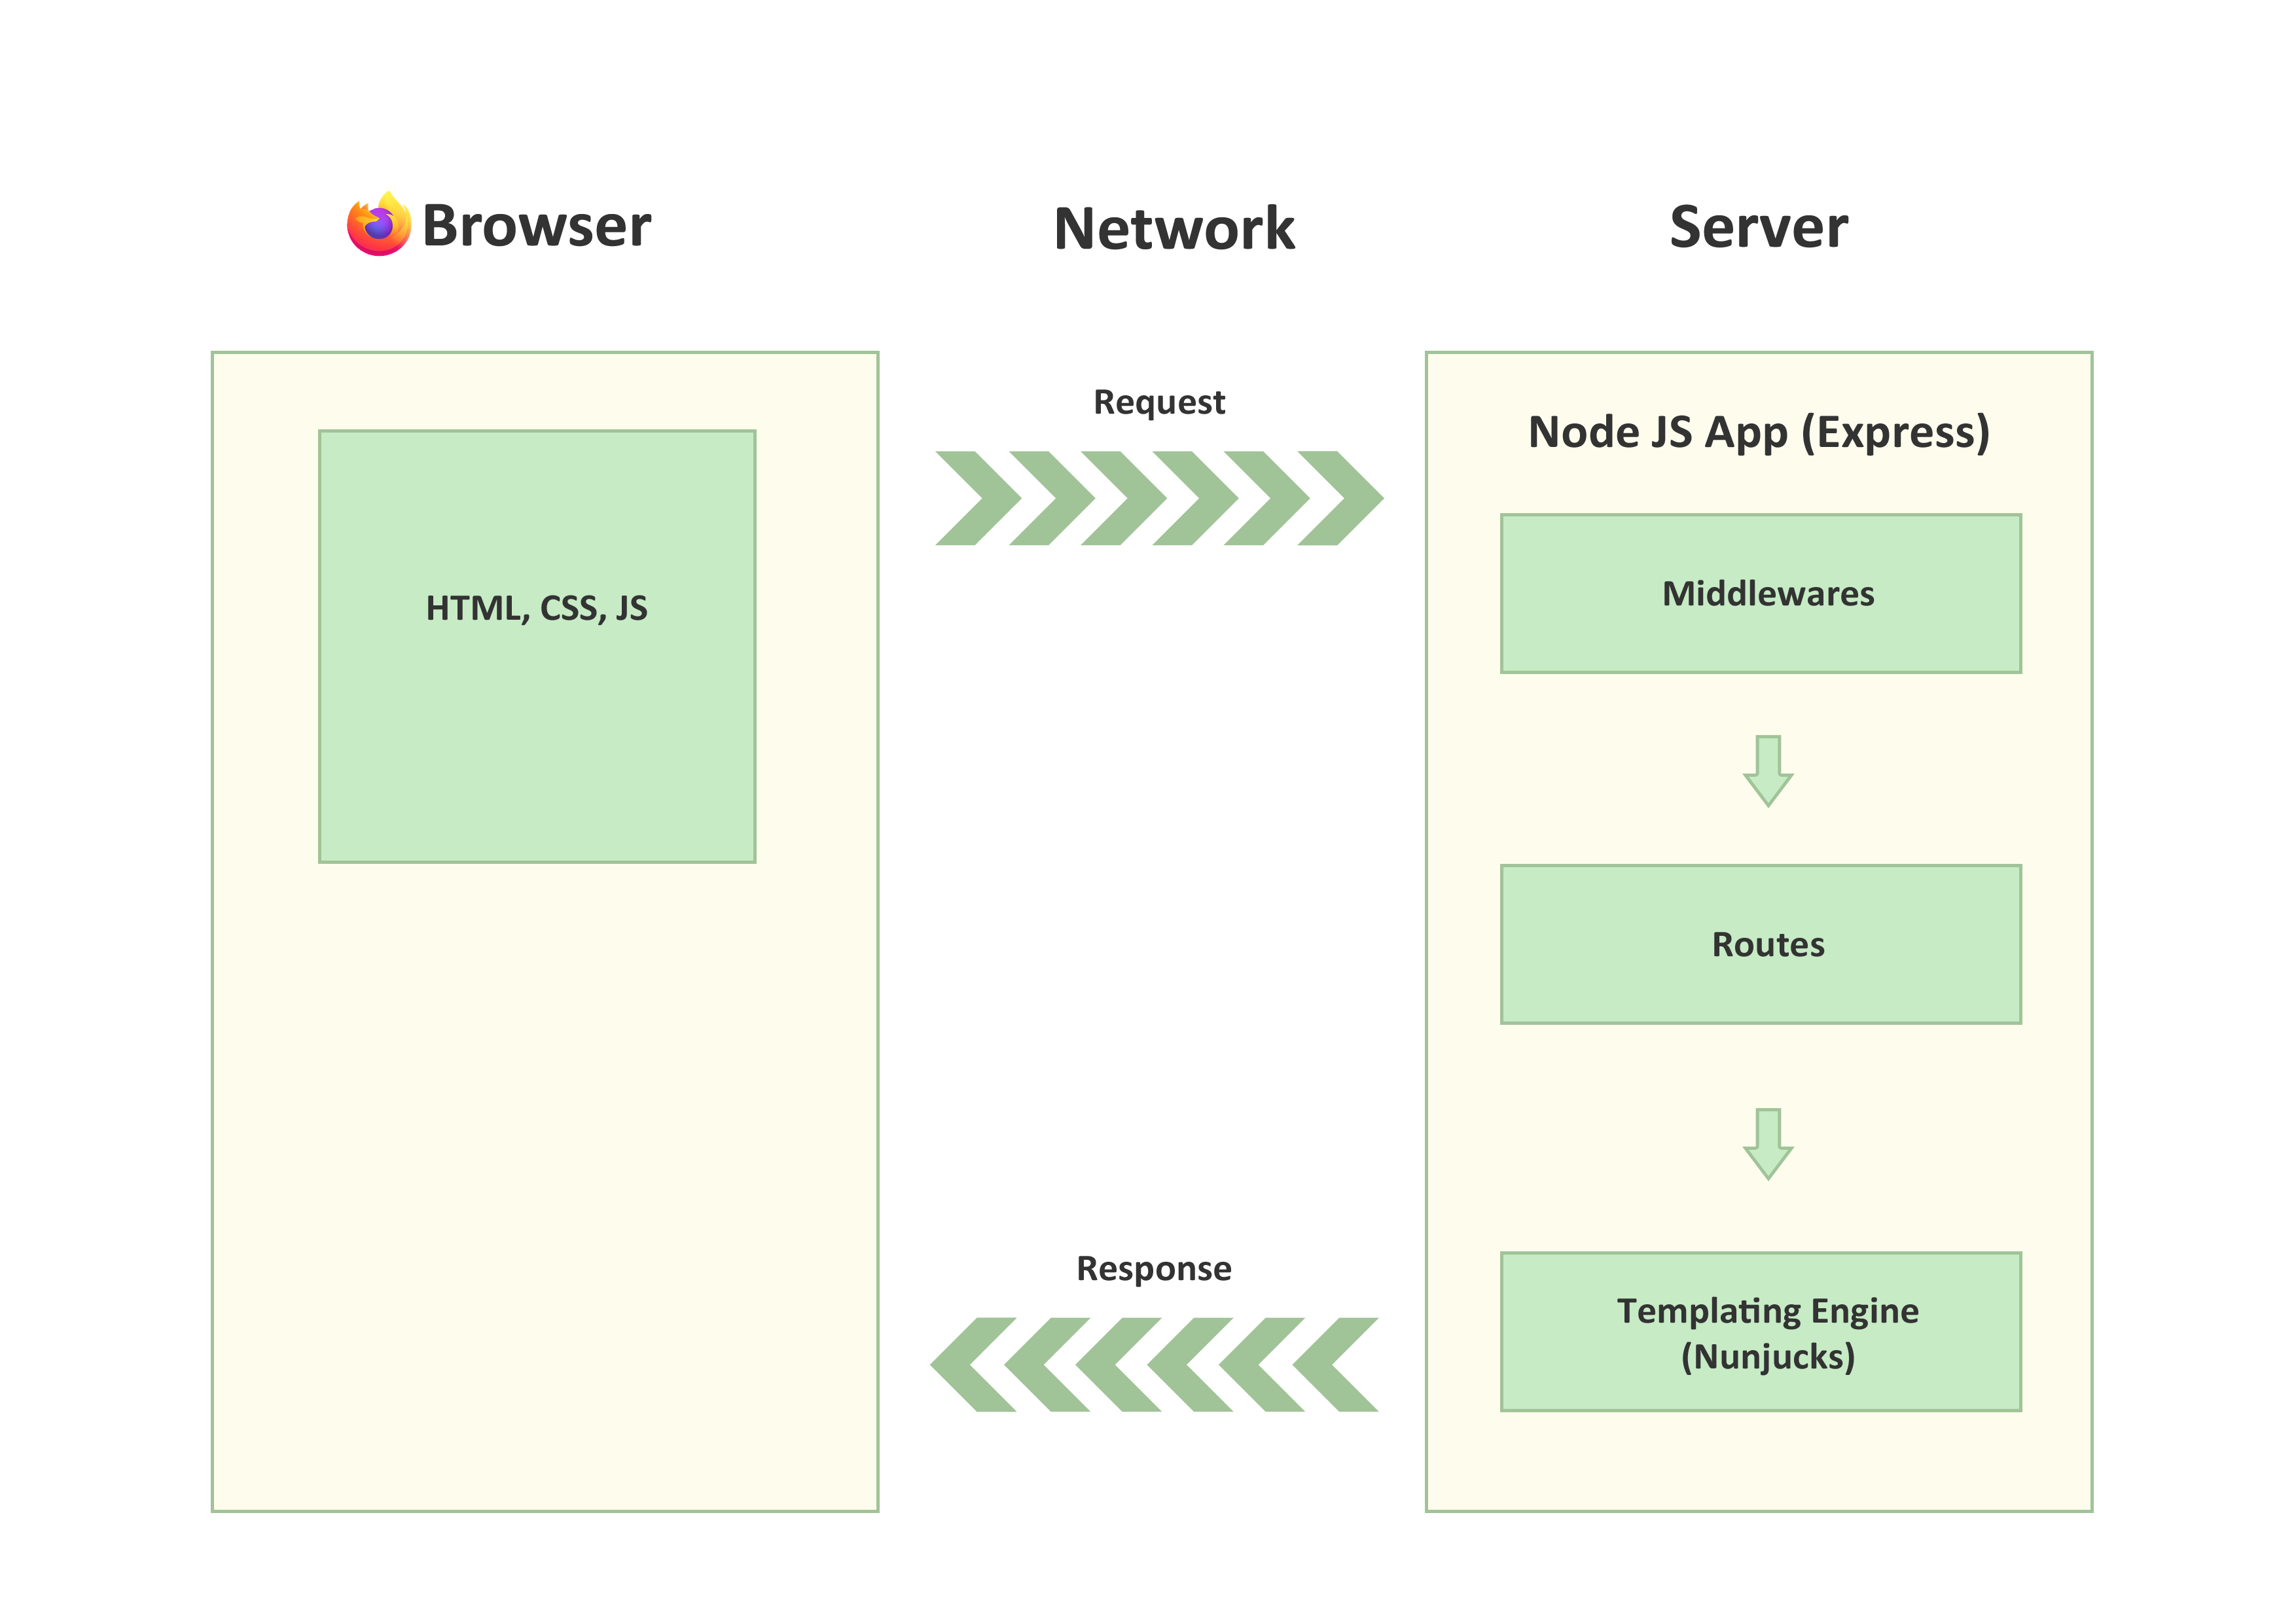 Browser
Network
Server
HTML, CSS, JS
Request
Response
Node JS App (Express)
Middlewares
Routes
Templating Engine
(Nunjucks)